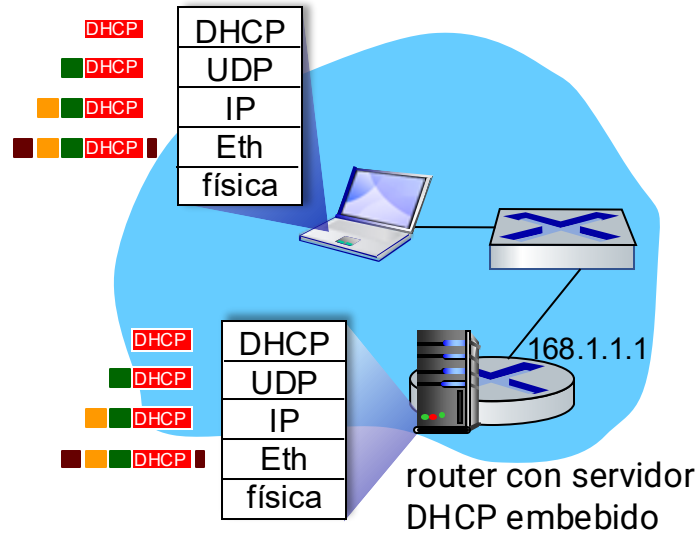 DHCP
DHCP
DHCP
DHCP
DHCP
UDP
IP
Eth
física
DHCP
DHCP
DHCP
DHCP
DHCP
UDP
IP
Eth
física
168.1.1.1
router con servidor
DHCP embebido